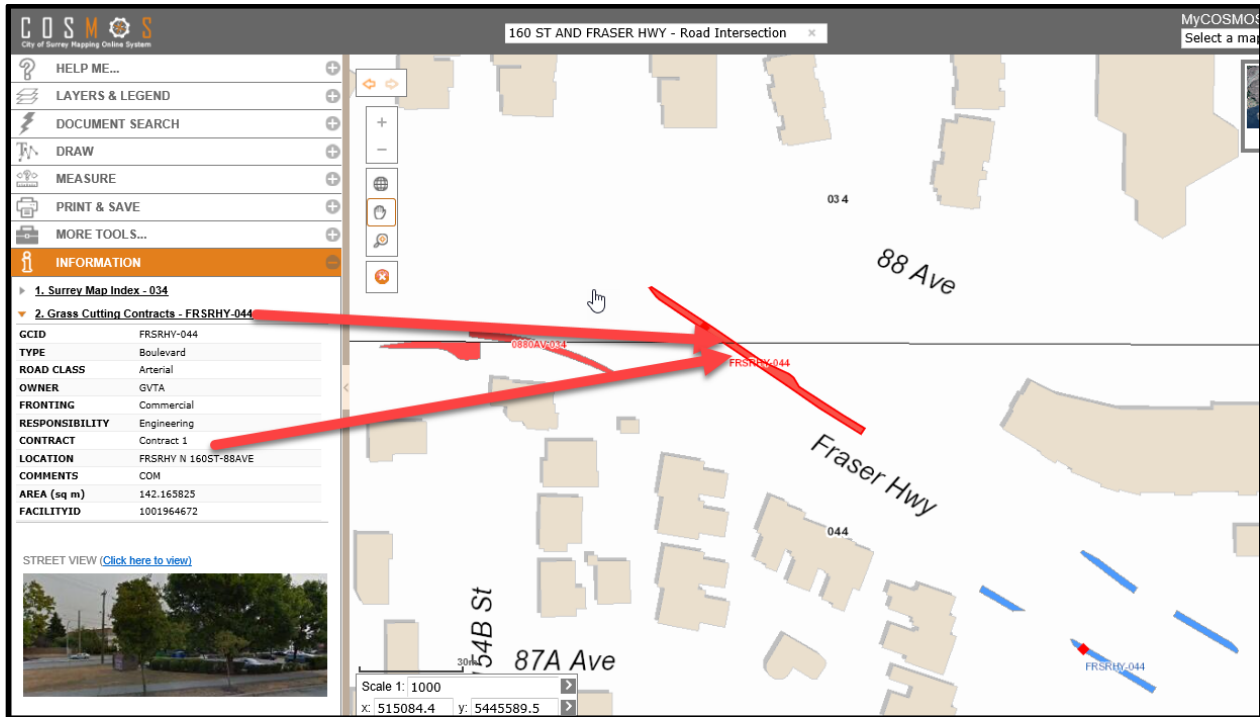 COSMOS
City of Surrey Mapping Online System
160 ST AND FRASER HWY - Road Intersection ×
MyCOSMOS
Select a map
HELP ME...
LAYERS & LEGEND
DOCUMENT SEARCH
DRAW
MEASURE
PRINT & SAVE
MORE TOOLS...
INFORMATION
1. Surrey Map Index - 034
2. Grass Cutting Contracts - FRSRHY-044
GCID FRSRHY-044
TYPE Boulevard
ROAD CLASS Arterial
OWNER GVTA
FRONTING Commercial
RESPONSIBILITY Engineering
CONTRACT Contract 1
LOCATION FRSRHY N 160ST-88AVE
COMMENTS COM
AREA (sq m) 142.165825
FACILITYID 1001964672
STREET VIEW (Click here to view)
034
88 Ave
0880AV-034
FRSRHY-044
Fraser Hwy
044
154B St
87A Ave
FRSRHY-044
30m
Scale 1: 1000
x: 515084.4 y: 5445589.5